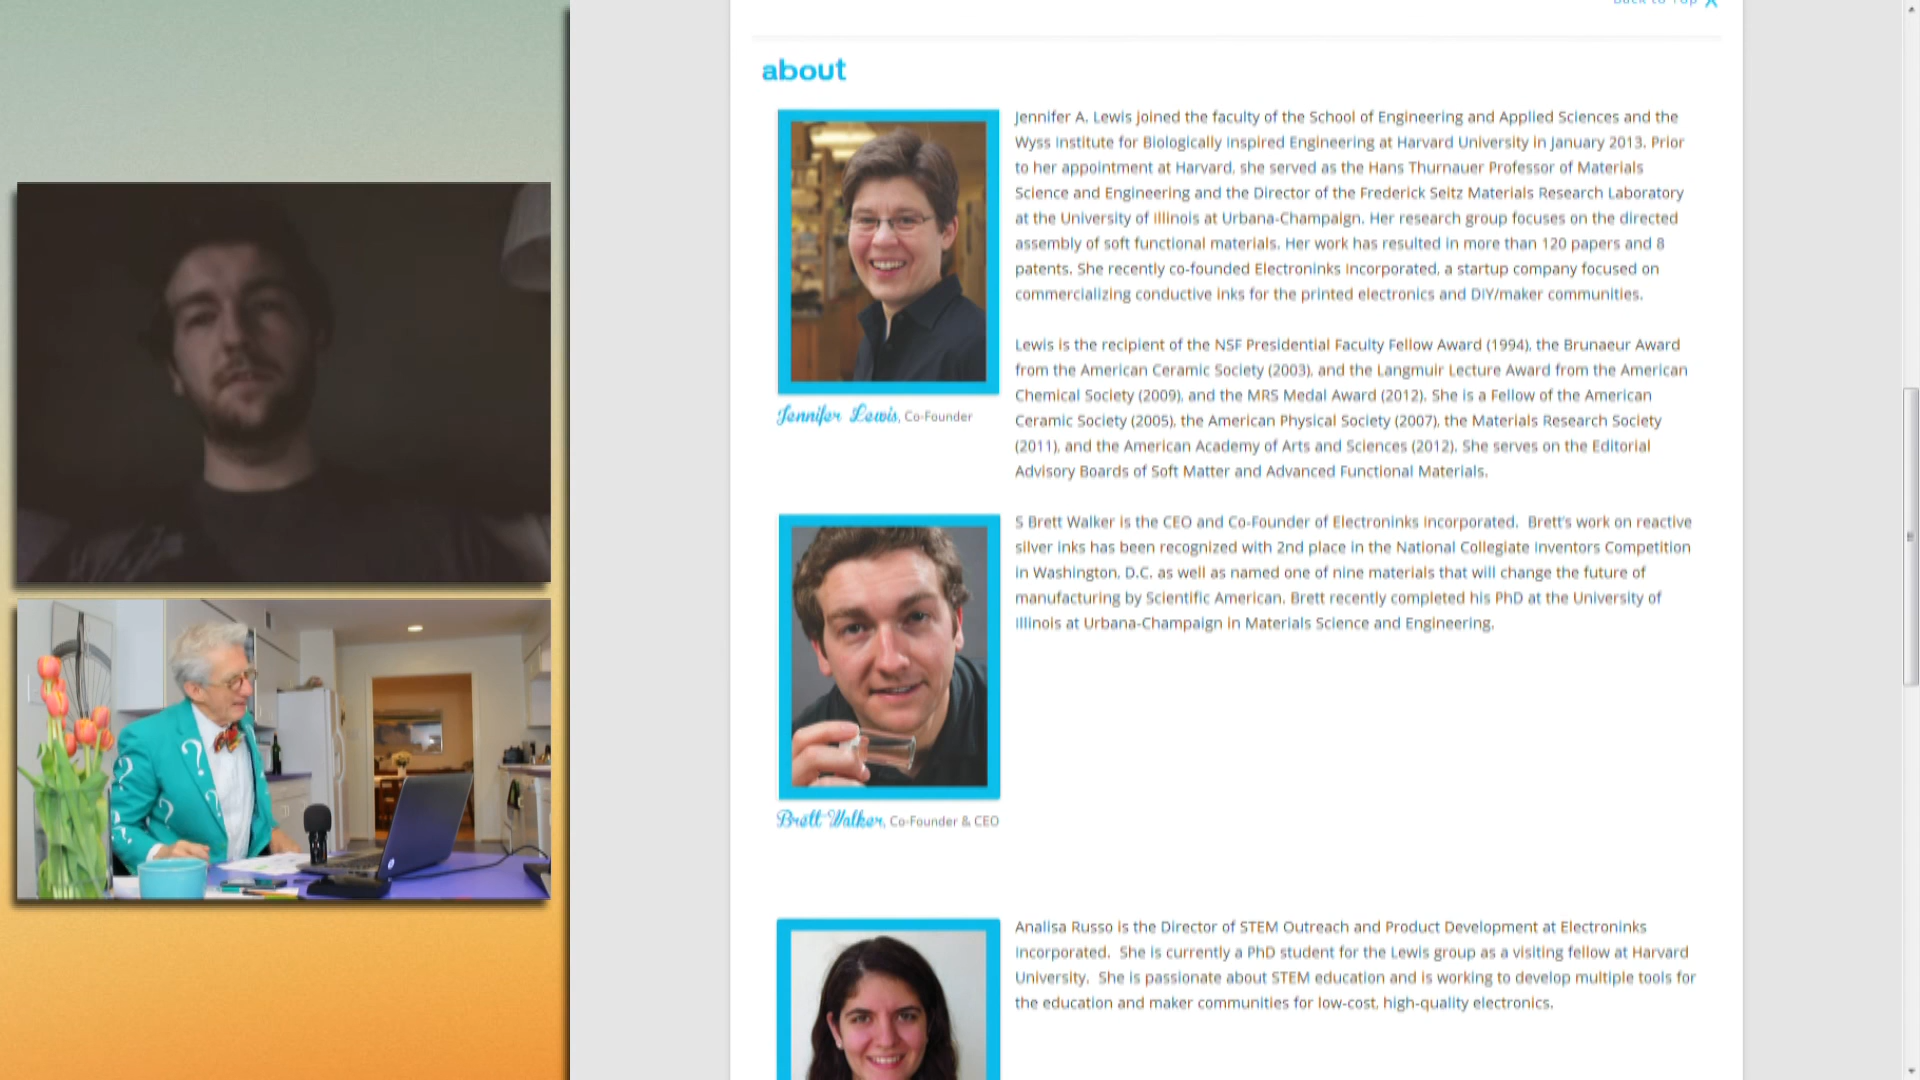 about
Jennifer A. Lewis joined the faculty of the School of Engineering and Applied Sciences and the
Wyss Institute for Biologically Inspired Engineering at Harvard University in January 2013. Prior
to her appointment at Harvard, she served as the Hans Thurnauer Professor of Materials
Science and Engineering and the Director of the Frederick Seitz Materials Research Laboratory
at the University of Illinois at Urbana-Champaign. Her research group focuses on the directed
assembly of soft functional materials. Her work has resulted in more than 120 papers and 8
patents. She recently co-founded Electroninks Incorporated, a startup company focused on
commercializing conductive inks for the printed electronics and DIY/maker communities.
Lewis is the recipient of the NSF Presidential Faculty Fellow Award (1994), the Brunaeur Award
from the American Ceramic Society (2003), and the Langmuir Lecture Award from the American
Chemical Society (2009), and the MRS Medal Award (2012). She is a Fellow of the American
Ceramic Society (2005), the American Physical Society (2007), the Materials Research Society
(2011), and the American Academy of Arts and Sciences (2012). She serves on the Editorial
Advisory Boards of Soft Matter and Advanced Functional Materials.
Jennifer Lewis, Co-Founder
S Brett Walker is the CEO and Co-Founder of Electroninks Incorporated.  Brett's work on reactive
silver inks has been recognized with 2nd place in the National Collegiate Inventors Competition
in Washington, D.C. as well as named one of nine materials that will change the future of
manufacturing by Scientific American. Brett recently completed his PhD at the University of
Illinois at Urbana-Champaign in Materials Science and Engineering.
Brett Walker, Co-Founder & CEO
Analisa Russo is the Director of STEM Outreach and Product Development at Electroninks
Incorporated.  She is currently a PhD student for the Lewis group as a visiting fellow at Harvard
University.  She is passionate about STEM education and is working to develop multiple tools for
the education and maker communities for low-cost, high-quality electronics.